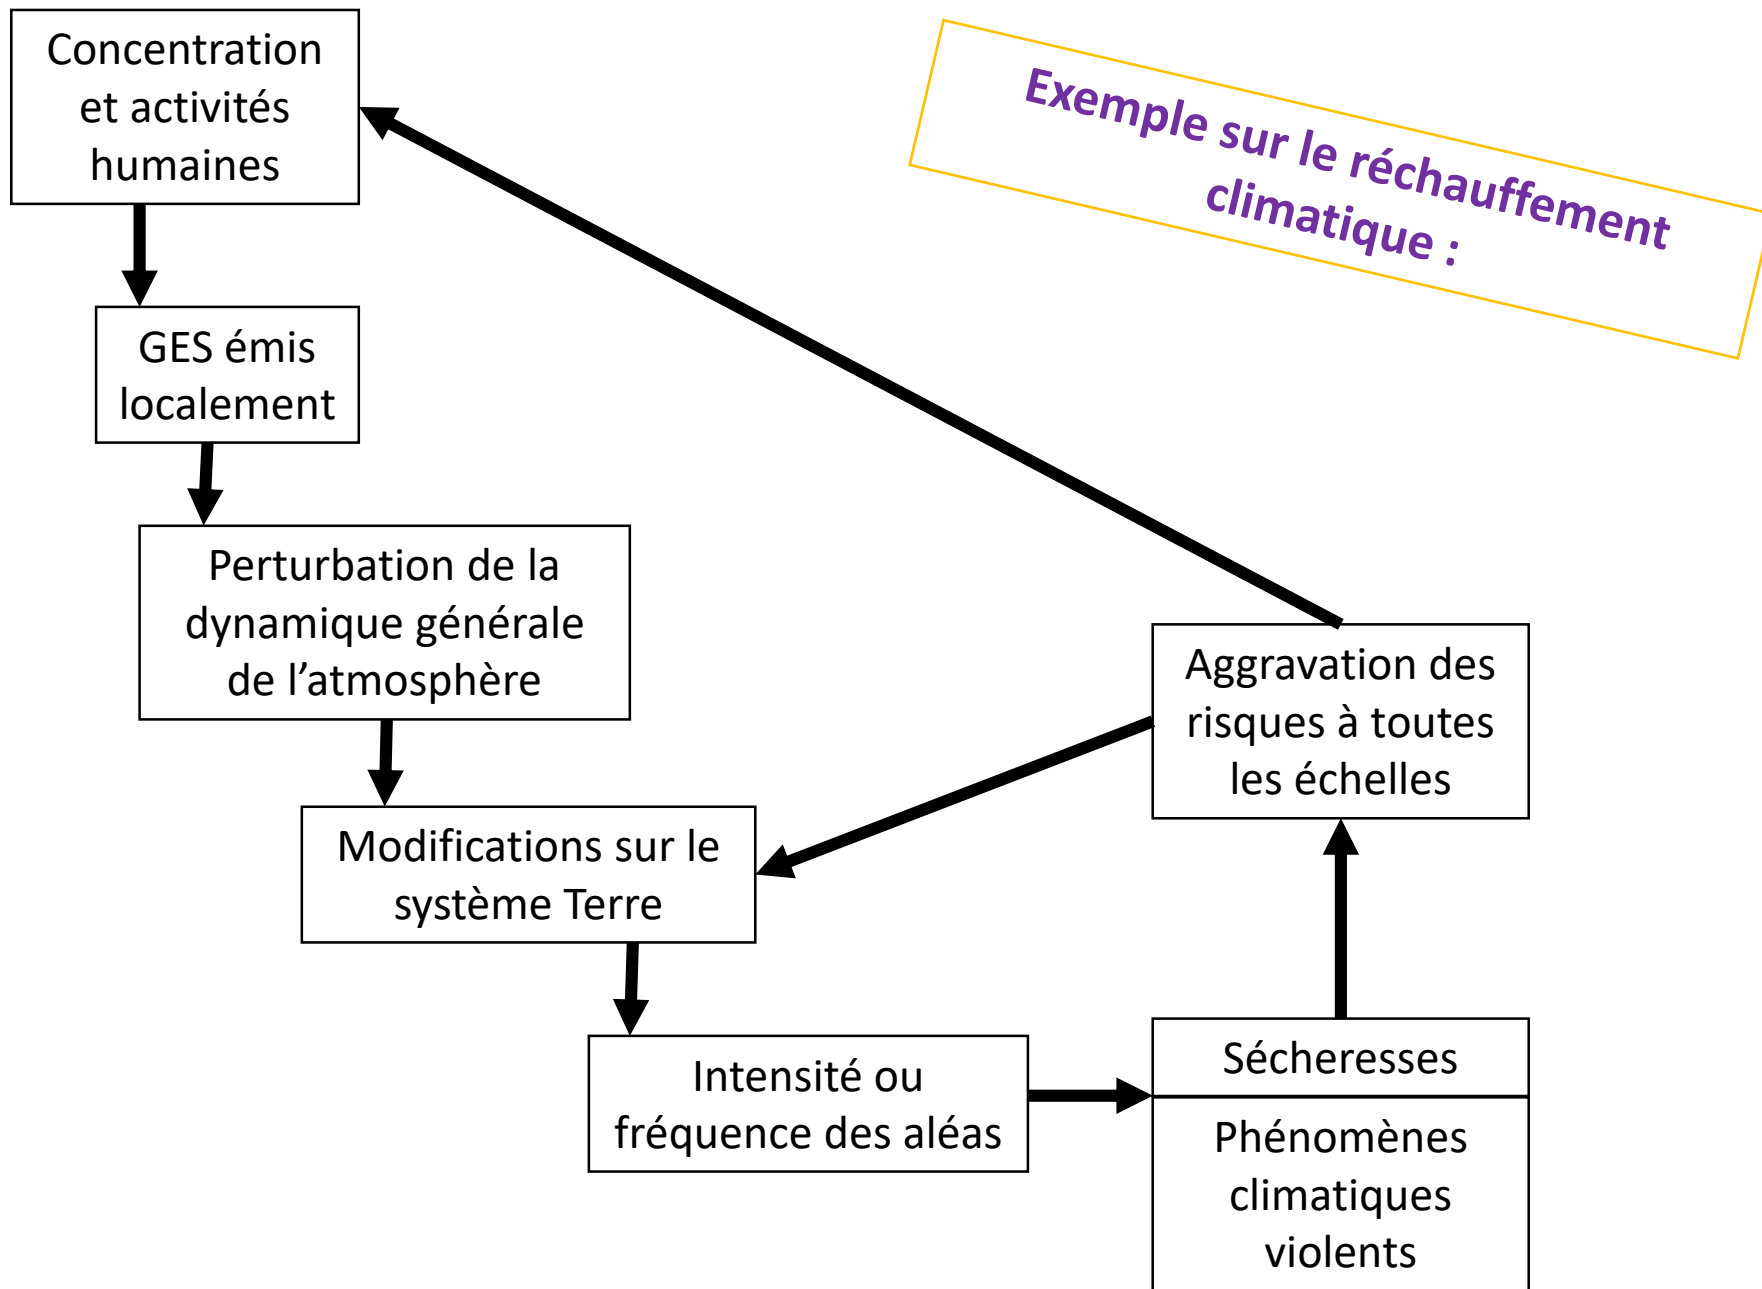 Concentration
et activités
humaines
Exemple sur le réchauffement
climatique :
GES émis
localement
Perturbation de la
dynamique générale
de l’atmosphère
Aggravation des
risques à toutes
les échelles
Modifications sur le
système Terre
Intensité ou
fréquence des aléas
Sécheresses
Phénomènes
climatiques
violents